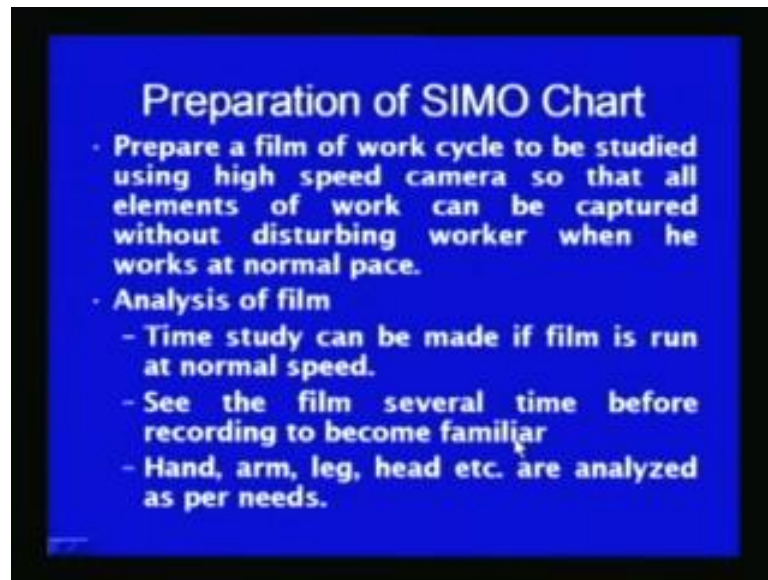 Preparation of SIMO Chart
· Prepare a film of work cycle to be studied
using high speed camera so that all
elements of work can be captured
without disturbing worker when he
works at normal pace.
· Analysis of film
– Time study can be made if film is run
at normal speed.
– See the film several time before
recording to become familiar
– Hand, arm, leg, head etc. are analyzed
as per needs.